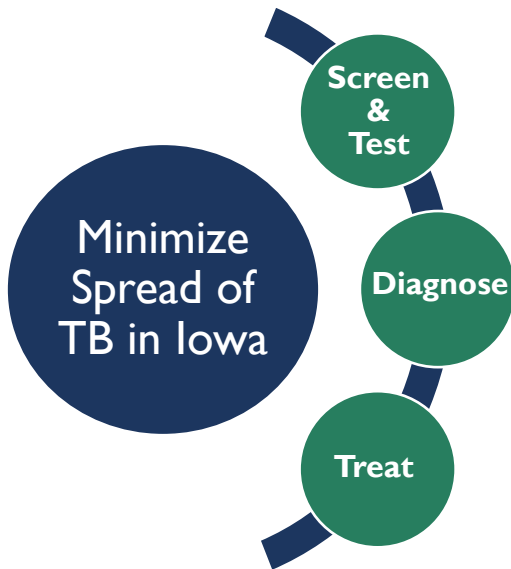 Screen
&
Test
Minimize
Spread of
TB in Iowa
Diagnose
Treat